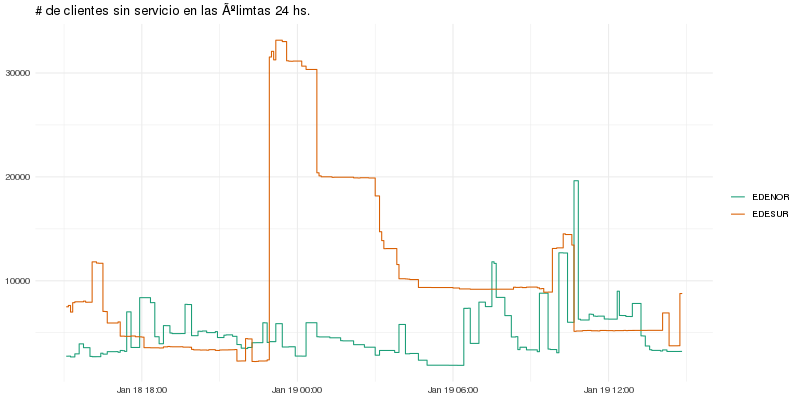 # de clientes sin servicio en las Ãºlimtas 24 hs.
30000
20000
10000
Jan 18 18:00
Jan 19 00:00
Jan 19 06:00
Jan 19 12:00
EDENOR
EDESUR